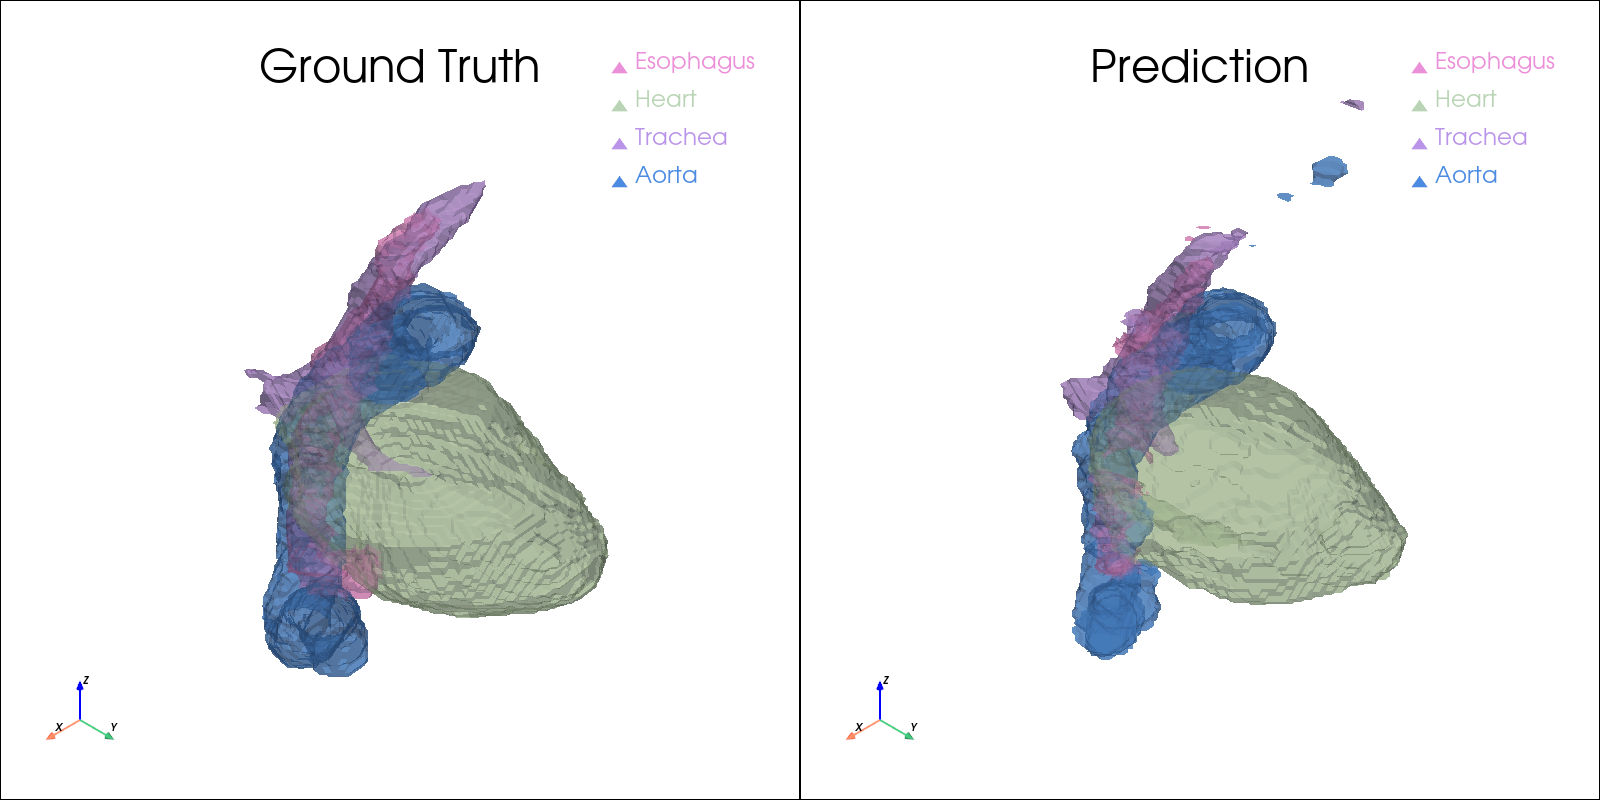 Ground Truth
Esophagus
Heart
Trachea
Aorta
Z
X
Y
Prediction
Esophagus
Heart
Trachea
Aorta
Z
X
Y